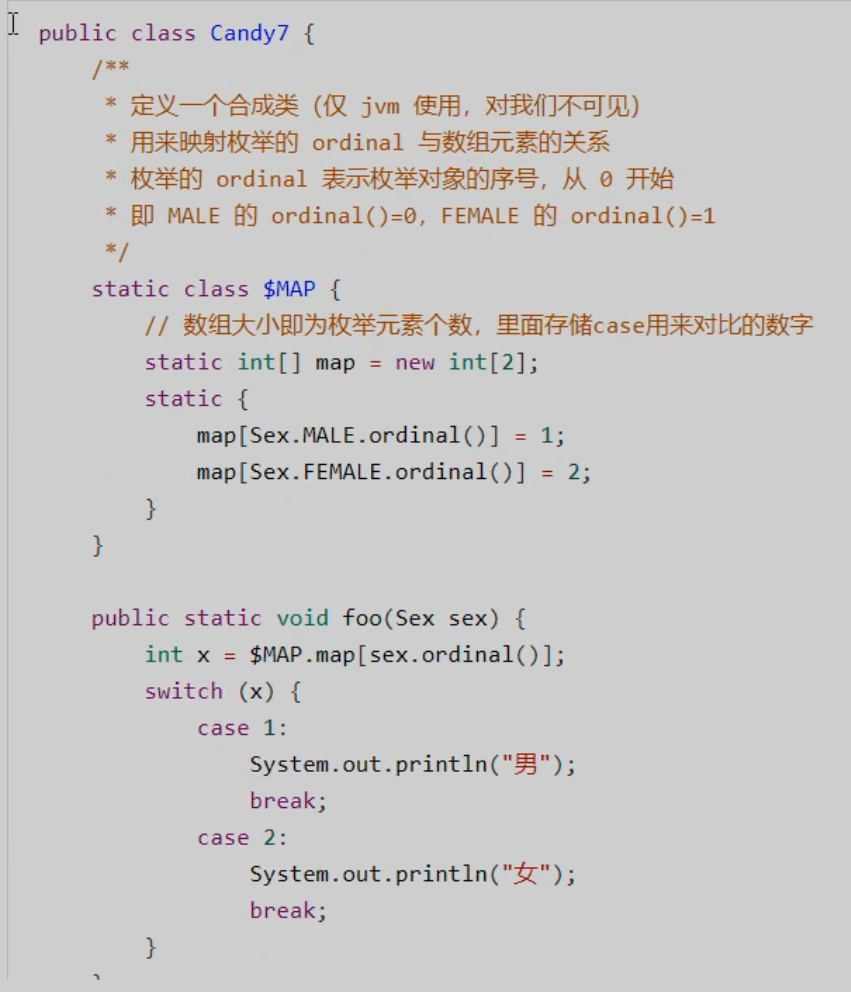 public class Candy7 {
    /**
     * 定义一个合成类（仅 jvm 使用，对我们不可见）
     * 用来映射枚举的 ordinal 与数组元素的关系
     * 枚举的 ordinal 表示枚举对象的序号，从 0 开始
     * 即 MALE 的 ordinal()=0，FEMALE 的 ordinal()=1
     */
    static class $MAP {
        // 数组大小即为枚举元素个数，里面存储case用来对比的数字
        static int[] map = new int[2];
        static {
            map[Sex.MALE.ordinal()] = 1;
            map[Sex.FEMALE.ordinal()] = 2;
        }
    }

    public static void foo(Sex sex) {
        int x = $MAP.map[sex.ordinal()];
        switch (x) {
            case 1:
                System.out.println("男");
                break;
            case 2:
                System.out.println("女");
                break;
        }